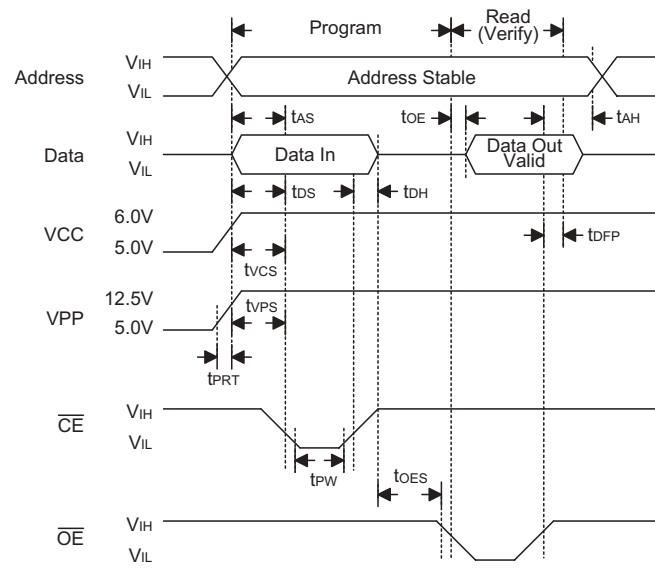 Program
Read
(Verify)
Address
VIH
VIL
Address Stable
tAS
tOE
tAH
Data
VIH
VIL
Data In
Data Out
Valid
tDS
tDH
tDFP
VCC
6.0V
5.0V
tVCS
VPP
12.5V
5.0V
tVPS
tPRT
CE
VIH
VIL
tPW
tOES
OE
VIH
VIL